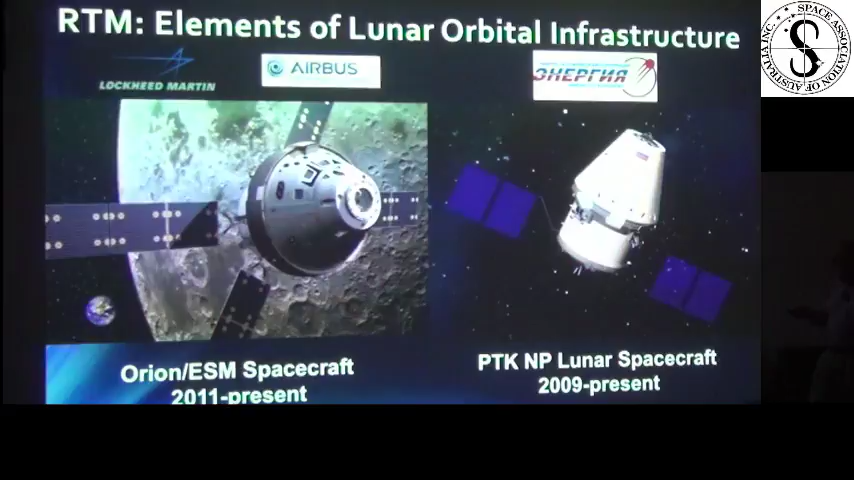 RTM: Elements of Lunar Orbital Infrastructure
LOCKHEED MARTIN
AIRBUS
ЭНЕРГИЯ
SPACE ASSOCIATION OF AUSTRALIA INC.
S
Orion/ESM Spacecraft
2011-present
PTK NP Lunar Spacecraft
2009-present